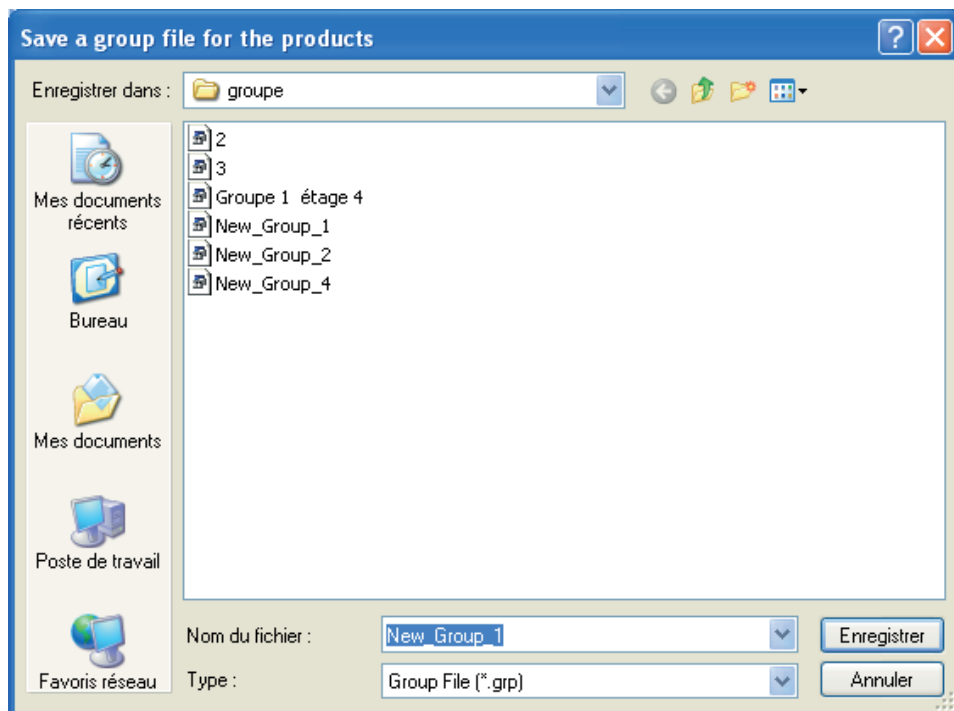 Save a group file for the products
Enregistrer dans :
groupe
2
3
Groupe 1 étage 4
New_Group_1
New_Group_2
New_Group_4
Mes documents
récents
Bureau
Mes documents
Poste de travail
Favoris réseau
Nom du fichier :
New_Group_1
Enregistrer
Type :
Group File (*.grp)
Annuler